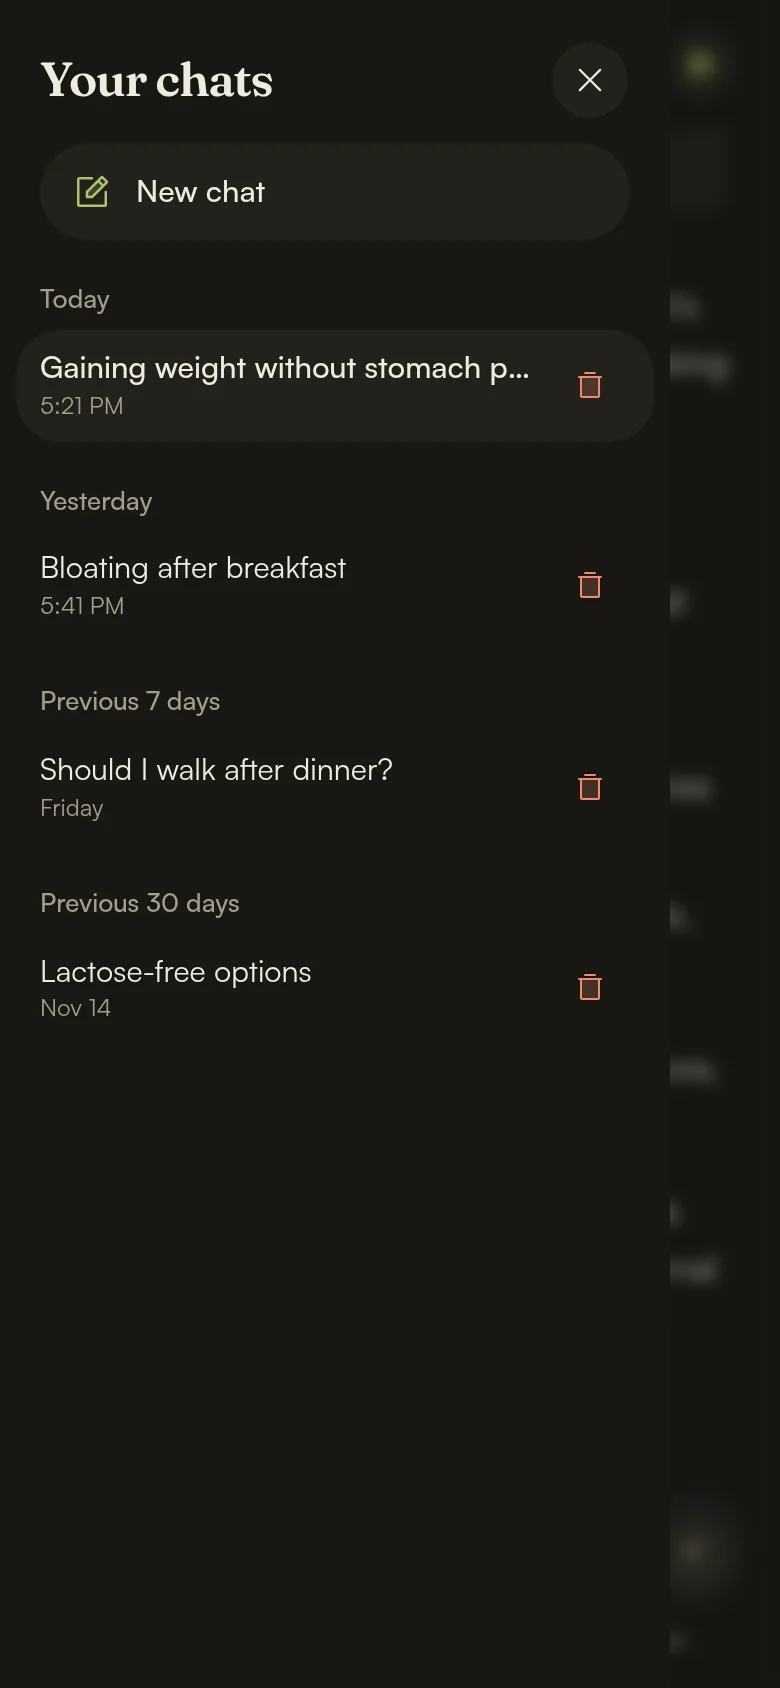 Your chats
New chat
Today
Gaining weight without stomach p...
5:21 PM
Yesterday
Bloating after breakfast
5:41 PM
Previous 7 days
Should I walk after dinner?
Friday
Previous 30 days
Lactose-free options
Nov 14